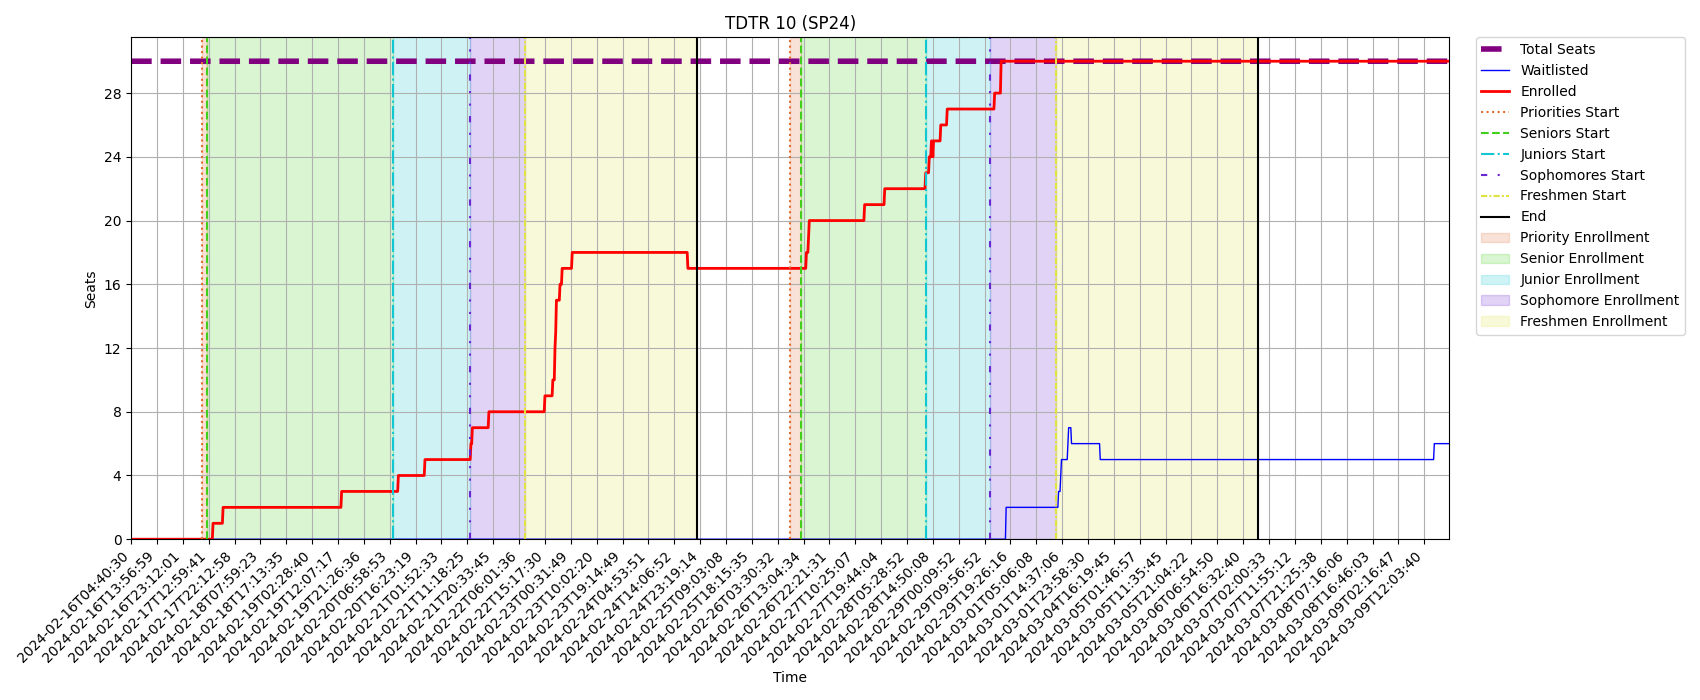 TDTR 10 (SP24)
Total Seats
Waitlisted
Enrolled
Priorities Start
Seniors Start
Juniors Start
Sophomores Start
Freshmen Start
End
Priority Enrollment
Senior Enrollment
Junior Enrollment
Sophomore Enrollment
Freshmen Enrollment
Seats
28
24
20
16
12
8
4
0
2024-02-16T04:40:30
2024-02-16T13:56:59
2024-02-16T23:12:01
2024-02-17T12:59:41
2024-02-17T22:12:58
2024-02-18T07:59:23
2024-02-18T17:13:35
2024-02-19T02:28:40
2024-02-19T12:07:17
2024-02-19T21:26:36
2024-02-20T06:58:53
2024-02-20T16:23:19
2024-02-21T01:52:33
2024-02-21T11:18:25
2024-02-21T20:33:45
2024-02-22T06:01:36
2024-02-22T15:17:30
2024-02-23T00:31:49
2024-02-23T10:02:20
2024-02-23T19:14:49
2024-02-24T04:53:51
2024-02-24T14:06:52
2024-02-24T23:19:14
2024-02-25T09:03:08
2024-02-25T18:15:35
2024-02-26T03:30:32
2024-02-26T13:04:34
2024-02-26T22:21:31
2024-02-27T10:25:07
2024-02-27T19:44:04
2024-02-28T05:28:52
2024-02-28T14:50:08
2024-02-29T00:09:52
2024-02-29T09:56:52
2024-02-29T19:26:16
2024-03-01T05:06:08
2024-03-01T14:37:06
2024-03-01T23:58:30
2024-03-04T16:19:45
2024-03-05T01:46:57
2024-03-05T11:35:45
2024-03-05T21:04:22
2024-03-06T06:54:50
2024-03-06T16:32:40
2024-03-07T02:00:33
2024-03-07T11:55:12
2024-03-07T21:25:38
2024-03-08T07:16:06
2024-03-08T16:46:03
2024-03-09T02:16:47
2024-03-09T12:03:40
Time